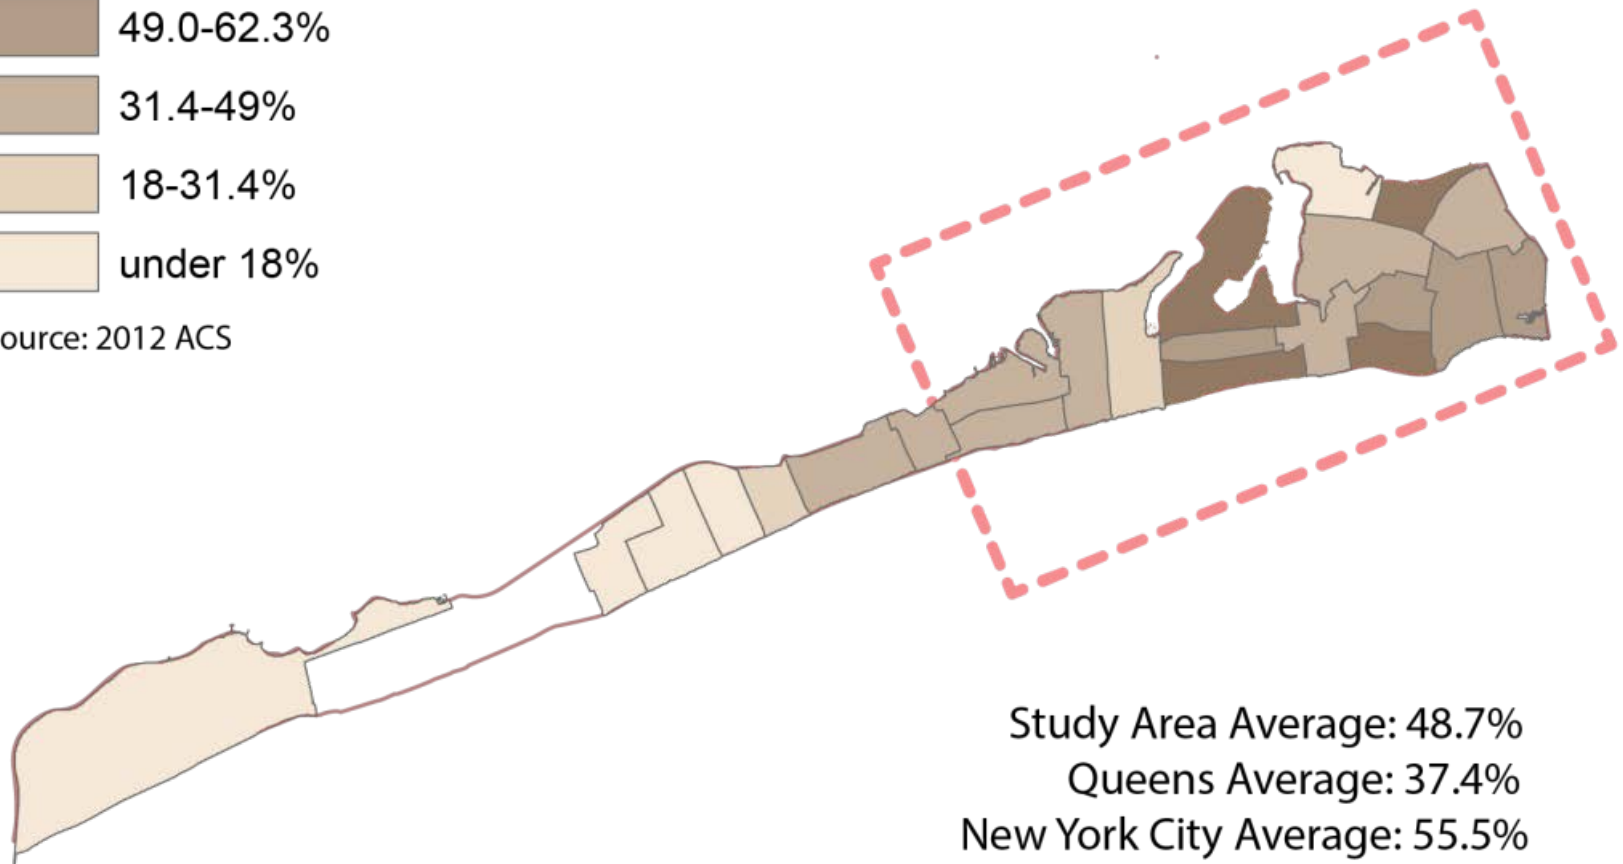 49.0-62.3%
31.4-49%
18-31.4%
under 18%
ource: 2012 ACS
Study Area Average: 48.7%
Queens Average: 37.4%
New York City Average: 55.5%